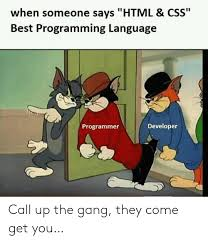 when someone says "HTML & CSS"
Best Programming Language
Programmer
Developer
Call up the gang, they come
get you...